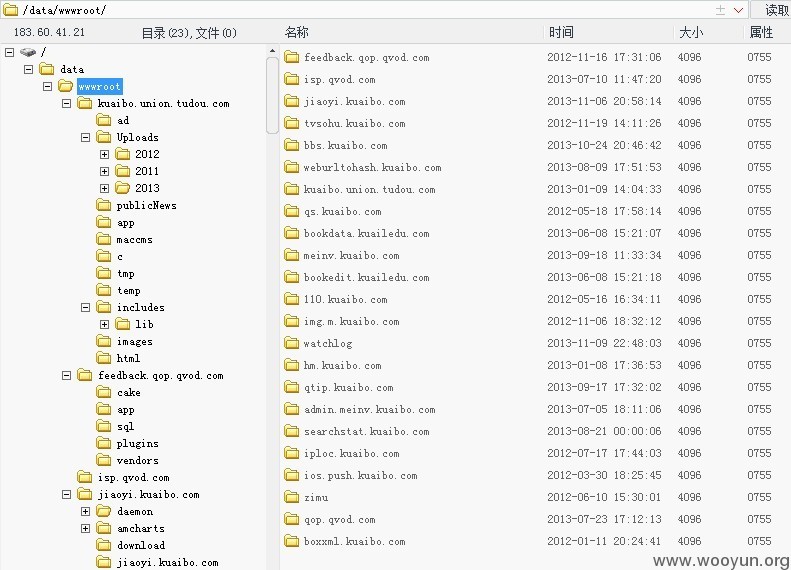 /data/wwwroot/ 读取
183.60.41.21 目录(23),文件(0) 名称 时间 大小 属性
/
data
wwwroot
kuaibo.union.tudou.com
ad
Uploads
2012
2011
2013
publicNews
app
maccms
c
tmp
temp
includes
lib
images
html
feedback.qop.qvod.com
cake
app
sql
plugins
vendors
isp.qvod.com
jiaoyi.kuaibo.com
daemon
amcharts
download
jiaoyi.kuaibo.com
feedback.qop.qvod.com 2012-11-16 17:31:06 4096 0755
isp.qvod.com 2013-07-10 11:47:20 4096 0755
jiaoyi.kuaibo.com 2013-11-06 20:58:14 4096 0755
tvsohu.kuaibo.com 2012-11-19 14:11:26 4096 0755
bbs.kuaibo.com 2013-10-24 20:46:42 4096 0755
weburltohash.kuaibo.com 2013-08-09 17:51:53 4096 0755
kuaibo.union.tudou.com 2013-01-09 14:04:33 4096 0755
qs.kuaibo.com 2012-05-18 17:58:14 4096 0755
bookdata.kuailedu.com 2013-06-08 15:21:07 4096 0755
meinv.kuaibo.com 2013-09-18 11:33:34 4096 0755
bookedit.kuailedu.com 2013-06-08 15:21:18 4096 0755
110.kuaibo.com 2012-05-16 16:34:11 4096 0755
img.m.kuaibo.com 2012-11-06 18:32:12 4096 0755
watchlog 2013-11-09 22:48:03 4096 0755
hm.kuaibo.com 2013-01-08 17:36:53 4096 0755
qtip.kuaibo.com 2013-09-17 17:32:02 4096 0755
admin.meinv.kuaibo.com 2013-07-05 18:11:06 4096 0755
searchstat.kuaibo.com 2013-08-21 00:00:06 4096 0755
iploc.kuaibo.com 2012-07-17 17:44:03 4096 0755
ios.push.kuaibo.com 2012-03-30 18:25:45 4096 0755
zimu 2012-06-10 15:30:01 4096 0755
qop.qvod.com 2013-07-23 17:12:13 4096 0755
boxxml.kuaibo.com 2012-01-11 20:24:41 4096 0755
www.wooyun.org